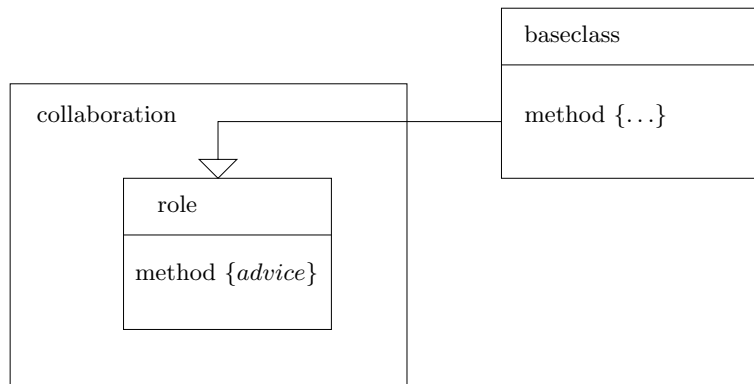 baseclass
method {...}
collaboration
role
method {advice}